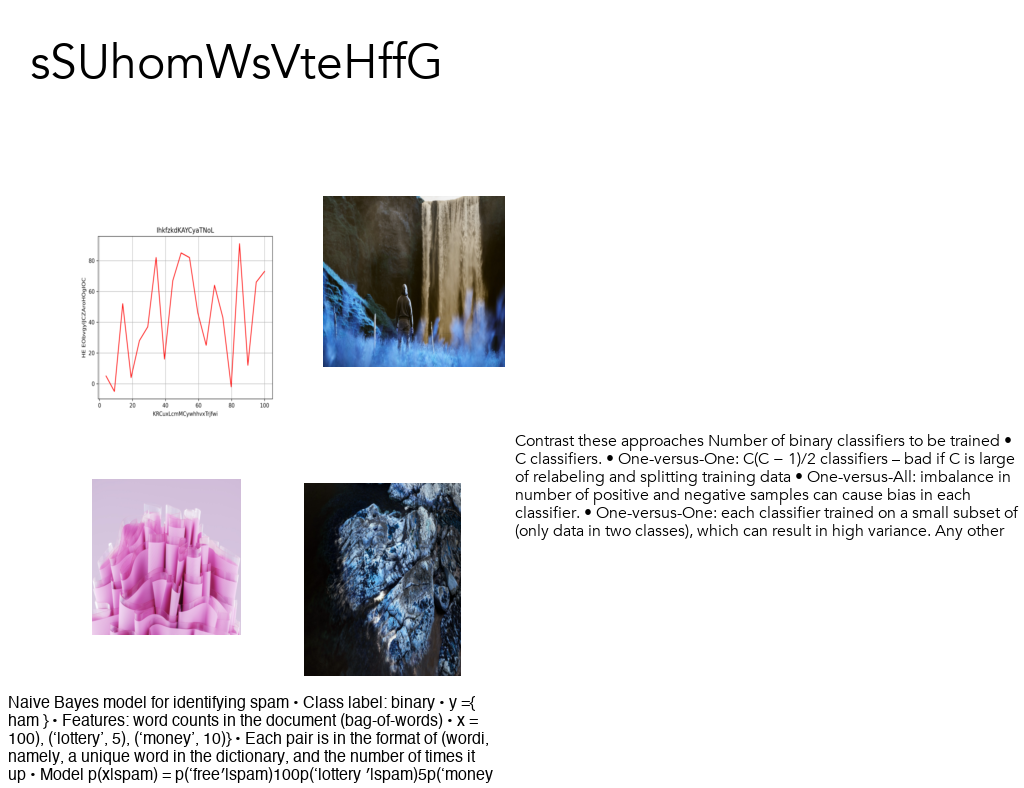 sSUhomWsVteHffG
IhkfzkdKAYCyaTNoL
80
60
40
20
0
0 20 40 60 80 100
KRCuxLcmMCywhhvxTrjfwi
Contrast these approaches Number of binary classifiers to be trained •
C classifiers. • One-versus-One: C(C − 1)/2 classifiers – bad if C is large
of relabeling and splitting training data • One-versus-All: imbalance in
number of positive and negative samples can cause bias in each
classifier. • One-versus-One: each classifier trained on a small subset of
(only data in two classes), which can result in high variance. Any other
Naive Bayes model for identifying spam • Class label: binary • y ={
ham } • Features: word counts in the document (bag-of-words) • x =
100), (‘lottery’, 5), (‘money’, 10)} • Each pair is in the format of (wordi,
namely, a unique word in the dictionary, and the number of times it
up • Model p(x|spam) = p(‘free′|spam)100p(‘lottery ′|spam)5p(‘money